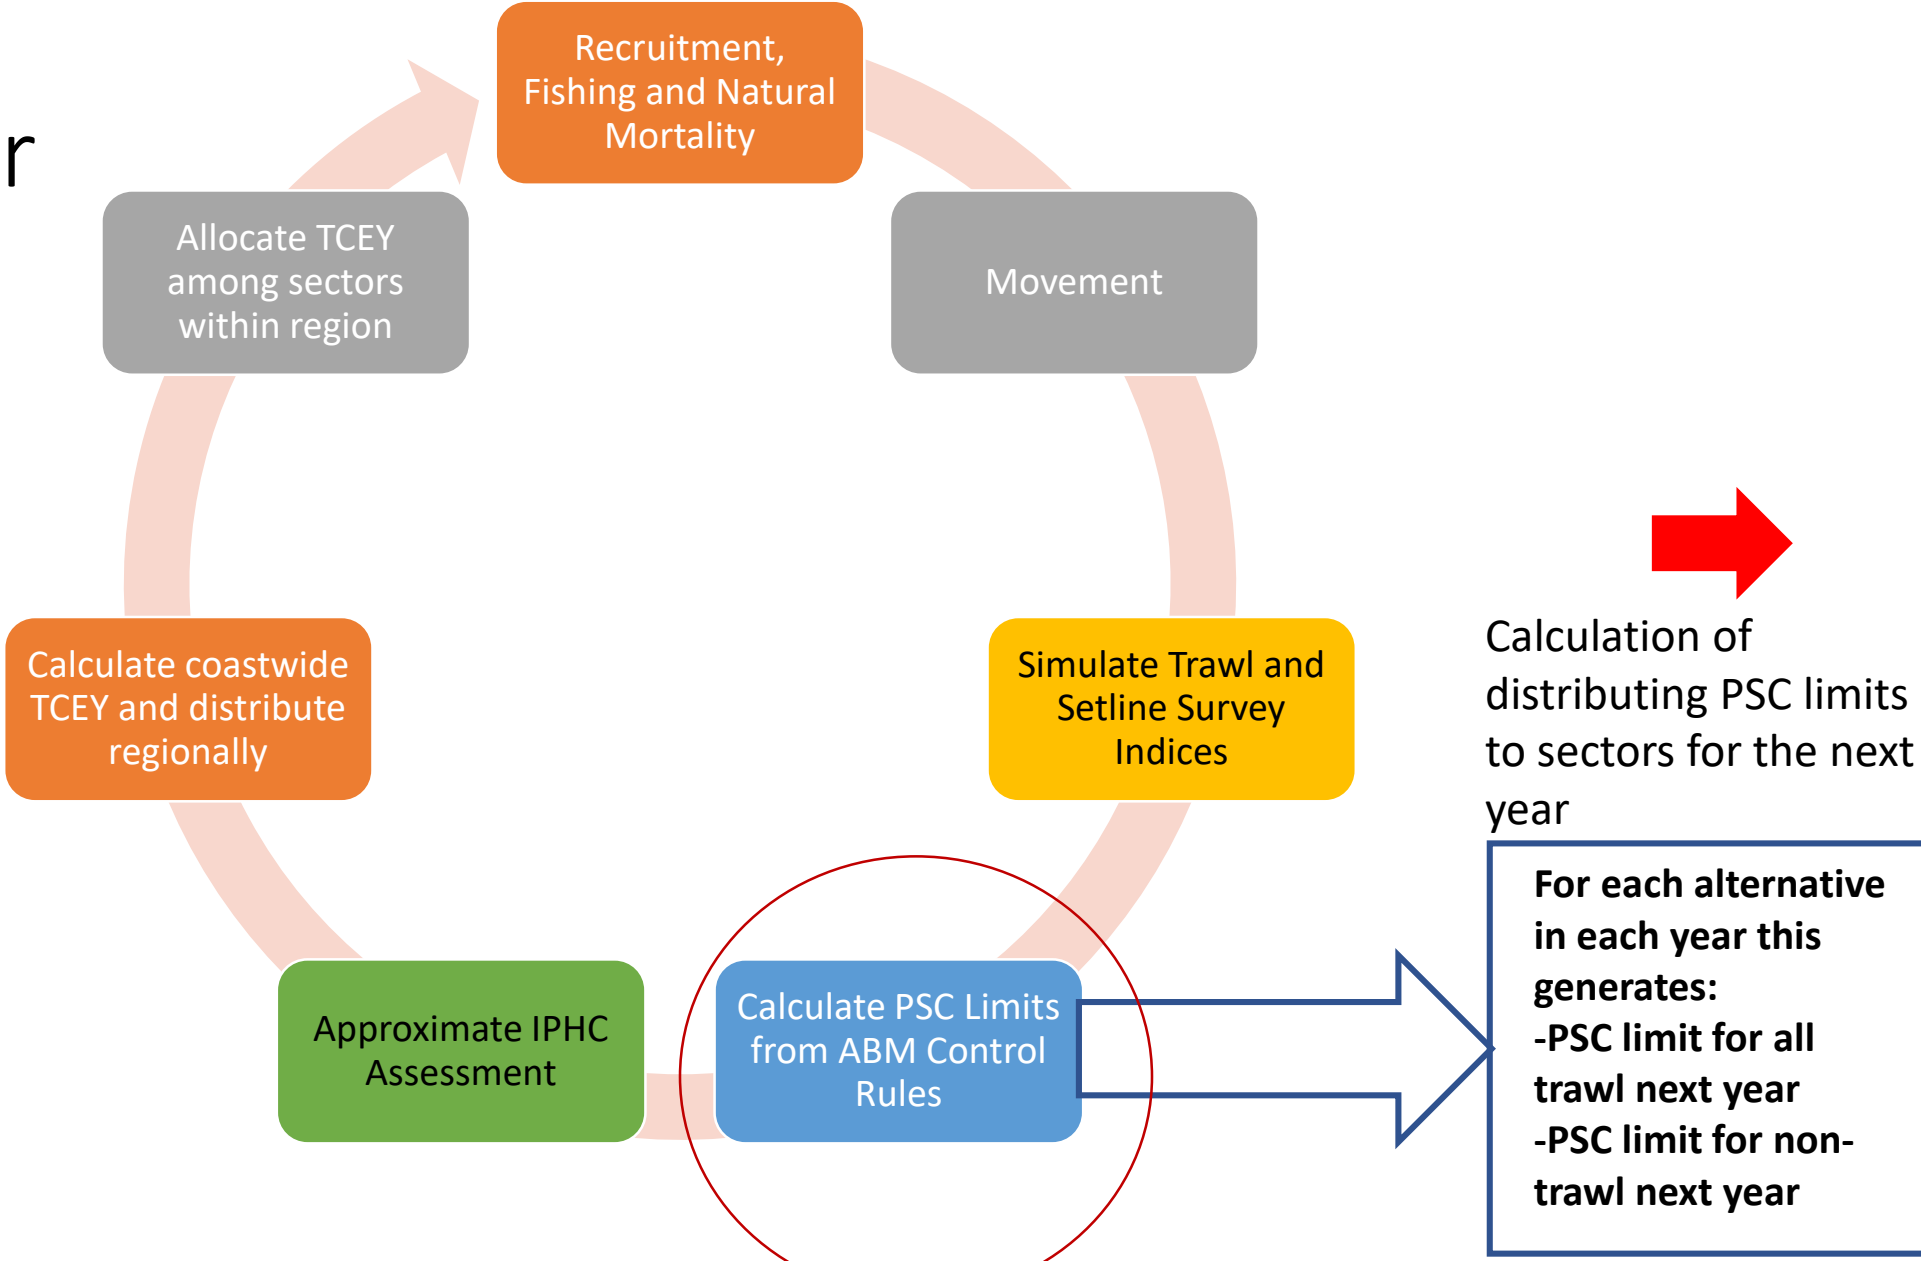 r
Recruitment,
Fishing and Natural
Mortality
Movement
Simulate Trawl and
Setline Survey
Indices
Calculate PSC Limits
from ABM Control
Rules
Approximate IPHC
Assessment
Calculate coastwide
TCEY and distribute
regionally
Allocate TCEY
among sectors
within region
Calculation of
distributing PSC limits
to sectors for the next
year
For each alternative
in each year this
generates:
-PSC limit for all
trawl next year
-PSC limit for non-
trawl next year